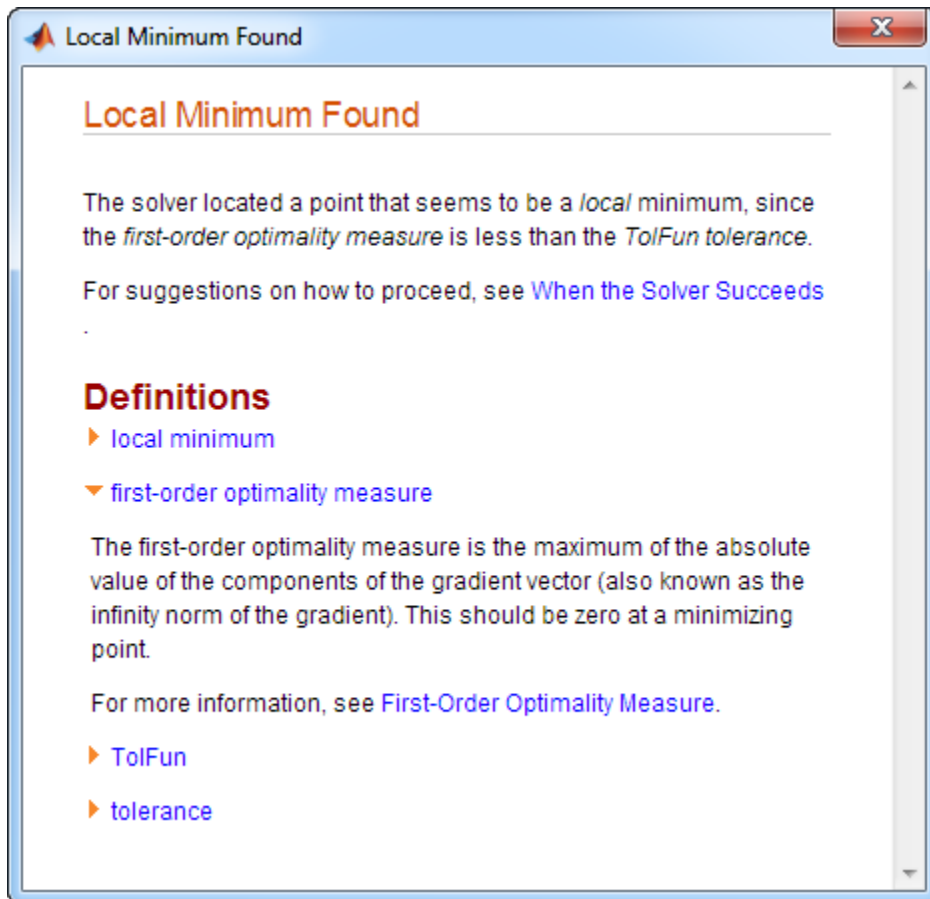 Local Minimum Found
Local Minimum Found
The solver located a point that seems to be a local minimum, since
the first-order optimality measure is less than the TolFun tolerance.
For suggestions on how to proceed, see When the Solver Succeeds
.
Definitions
local minimum
first-order optimality measure
The first-order optimality measure is the maximum of the absolute
value of the components of the gradient vector (also known as the
infinity norm of the gradient). This should be zero at a minimizing
point.
For more information, see First-Order Optimality Measure.
TolFun
tolerance